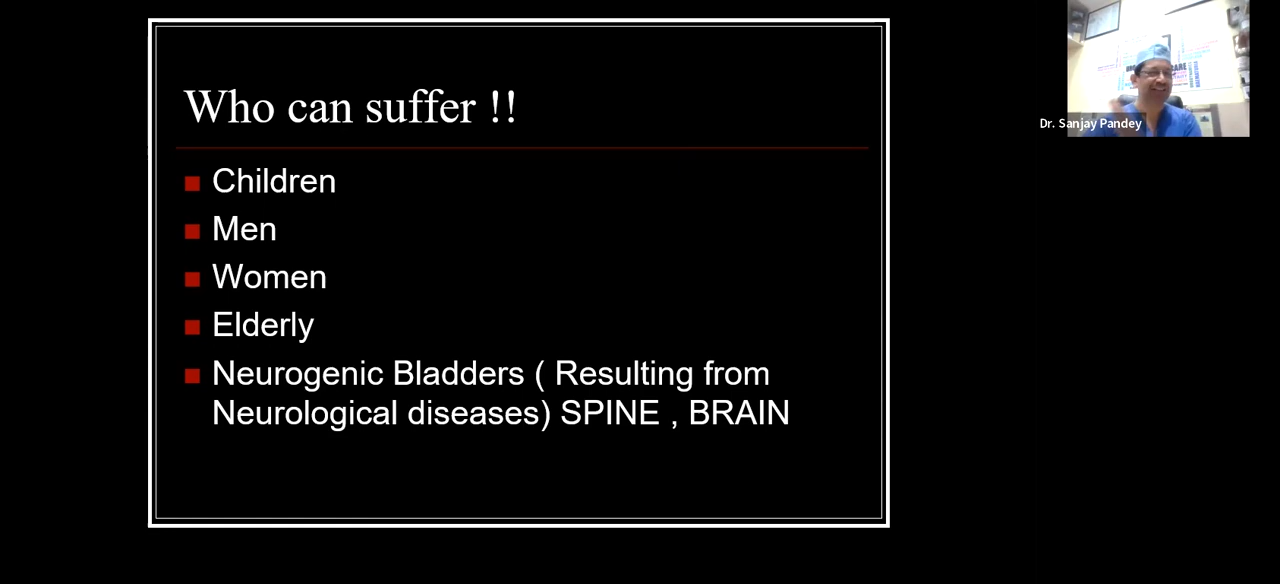 Who can suffer !!
Children
Men
Women
Elderly
Neurogenic Bladders ( Resulting from
Neurological diseases) SPINE , BRAIN
Dr. Sanjay Pandey